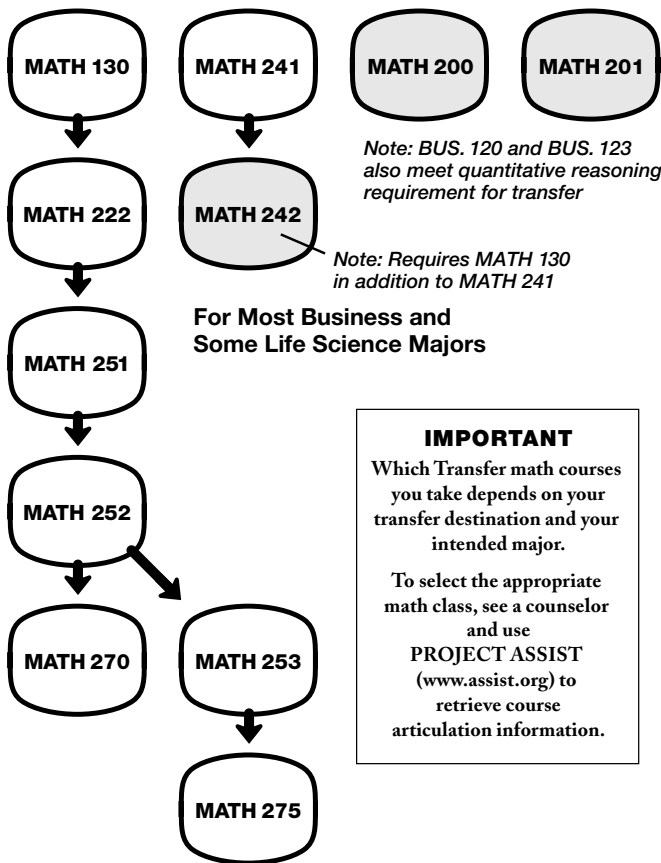 MATH 130
MATH 241
MATH 200
MATH 201
Note: BUS. 120 and BUS. 123
also meet quantitative reasoning
requirement for transfer
MATH 222
MATH 242
Note: Requires MATH 130
in addition to MATH 241
For Most Business and
Some Life Science Majors
MATH 251
MATH 252
MATH 270
MATH 253
MATH 275
IMPORTANT
Which Transfer math courses
you take depends on your
transfer destination and your
intended major.
To select the appropriate
math class, see a counselor
and use
PROJECT ASSIST
(www.assist.org) to
retrieve course
articulation information.